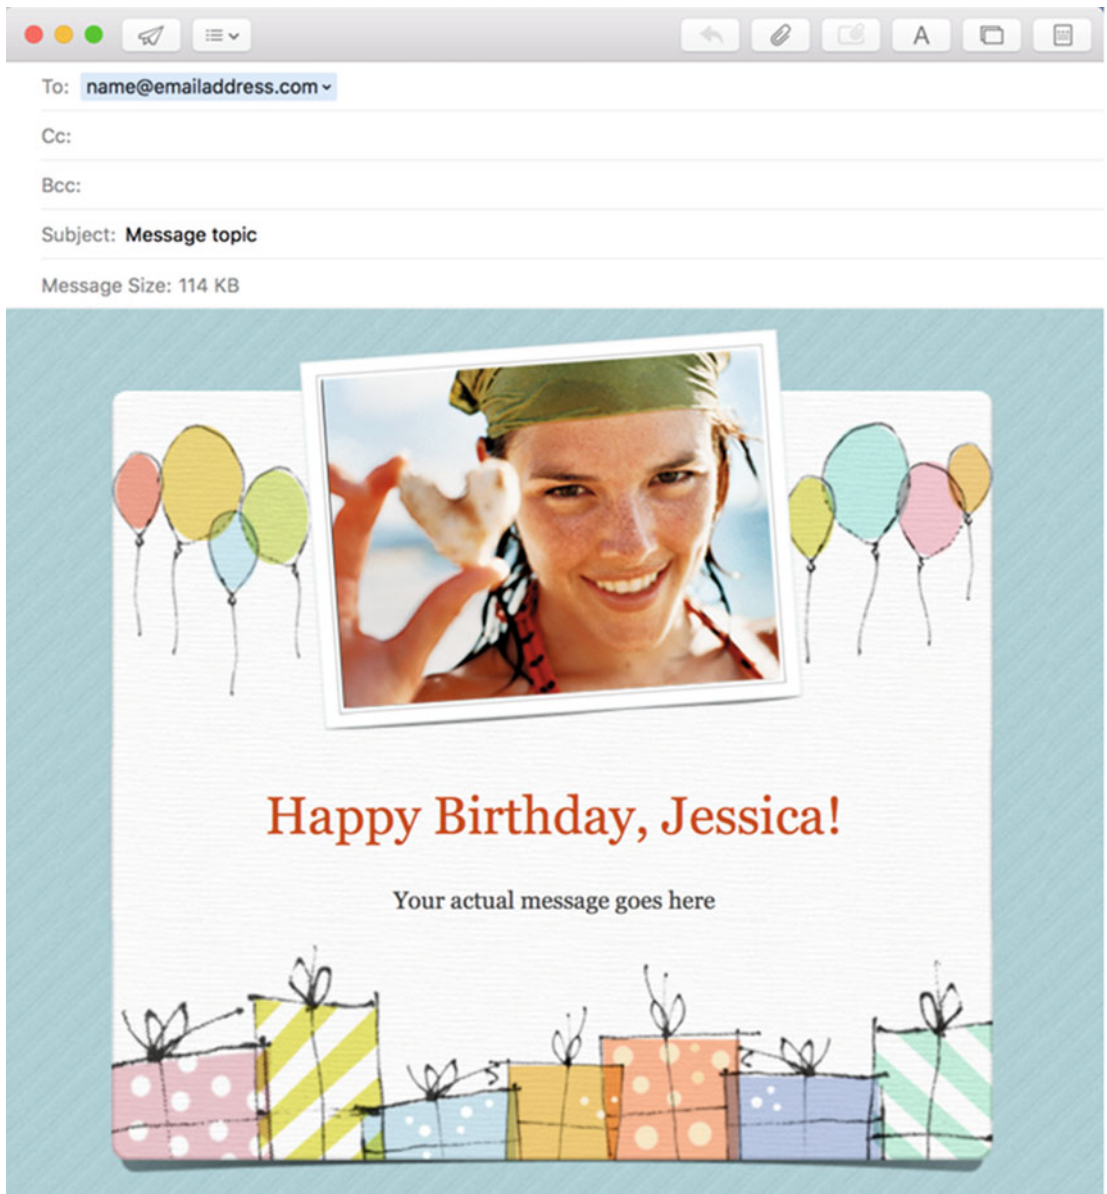 To: name@emailaddress.com
Cc:
Bcc:
Subject: Message topic
Message Size: 114 KB
A
Happy Birthday, Jessica!
Your actual message goes here